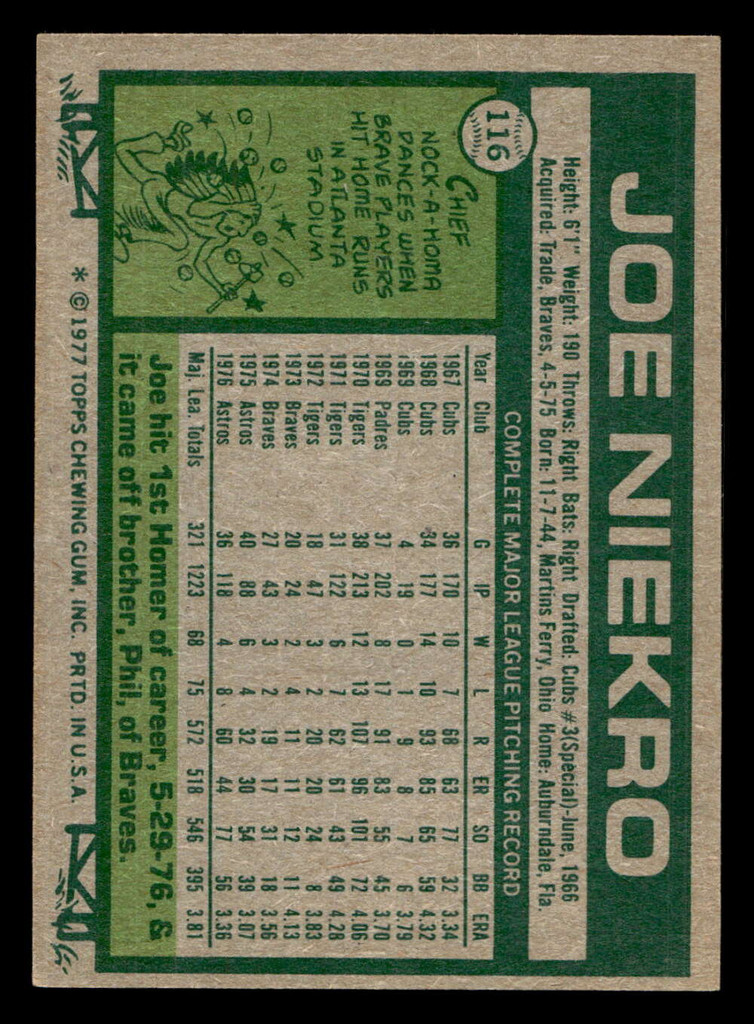 116
JOE NIEKRO
Height: 6'1" Weight: 190 Throws: Right Bats: Right Drafted: Cubs #3(Special)-June, 1966
Acquired: Trade, Braves, 4-5-75 Born: 11-7-44, Martins Ferry, Ohio Home: Auburndale, Fla.
CHIEF
NOCK-A-HOMA
DANCES WHEN
BRAVE PLAYERS
HIT HOME RUNS
IN ATLANTA
STADIUM
COMPLETE MAJOR LEAGUE PITCHING RECORD
Year Club G IP W L R ER SO BB ERA
1967 Cubs 36 170 10 7 68 63 77 32 3.34
1968 Cubs 34 177 14 10 93 85 65 59 4.32
1969 Cubs 4 19 0 1 9 8 7 6 3.79
1969 Padres 37 202 8 17 91 83 55 45 3.70
1970 Tigers 38 213 12 13 107 96 101 72 4.06
1971 Tigers 31 122 6 7 62 61 43 49 4.28
1972 Tigers 18 47 3 2 20 20 24 8 3.83
1973 Braves 20 24 2 4 11 11 12 11 4.13
1974 Braves 27 43 3 2 19 17 31 18 3.56
1975 Astros 40 88 6 4 32 30 54 39 3.07
1976 Astros 36 118 4 8 60 44 77 56 3.36
Maj. Lea. Totals 321 1223 68 75 572 518 546 395 3.81
Joe hit 1st Homer of career, 5-29-76, &
it came off brother, Phil, of Braves.
* © 1977 TOPPS CHEWING GUM, INC. PRTD. IN U.S.A.